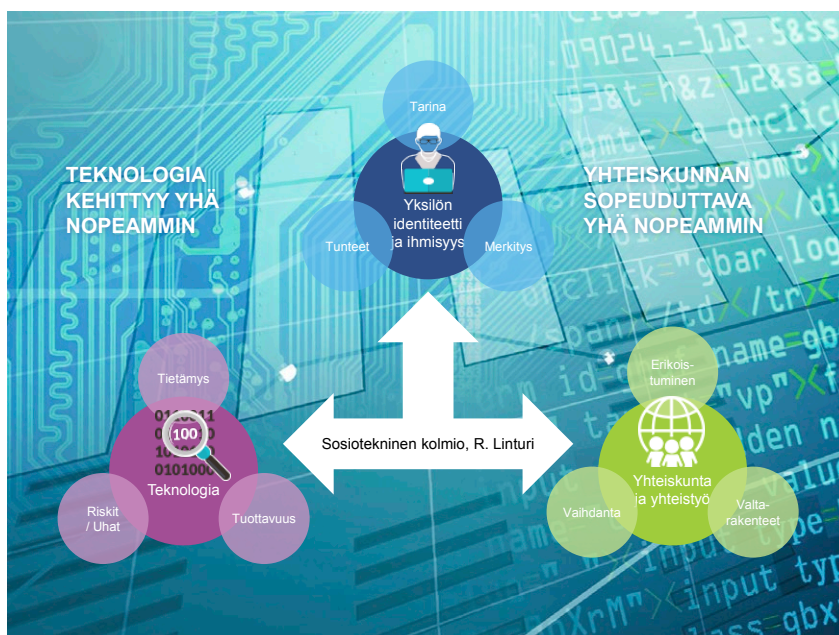 Tarina
TEKNOLOGIA
KEHITTYY YHÄ
NOPEAMMIN
YHTEISKUNNAN
SOPEUDUTTAVA
YHÄ NOPEAMMIN
Yksilön
identiteetti
ja ihmisyys
Tunteet
Merkitys
Tietämys
0101000
100
Teknologia
Riskit
/ Uhat
Tuottavuus
Sosiotekninen kolmio, R. Linturi
Erikois-
tuminen
Yhteiskunta
ja yhteistyö
Vaihdanta
Valta-
rakenteet